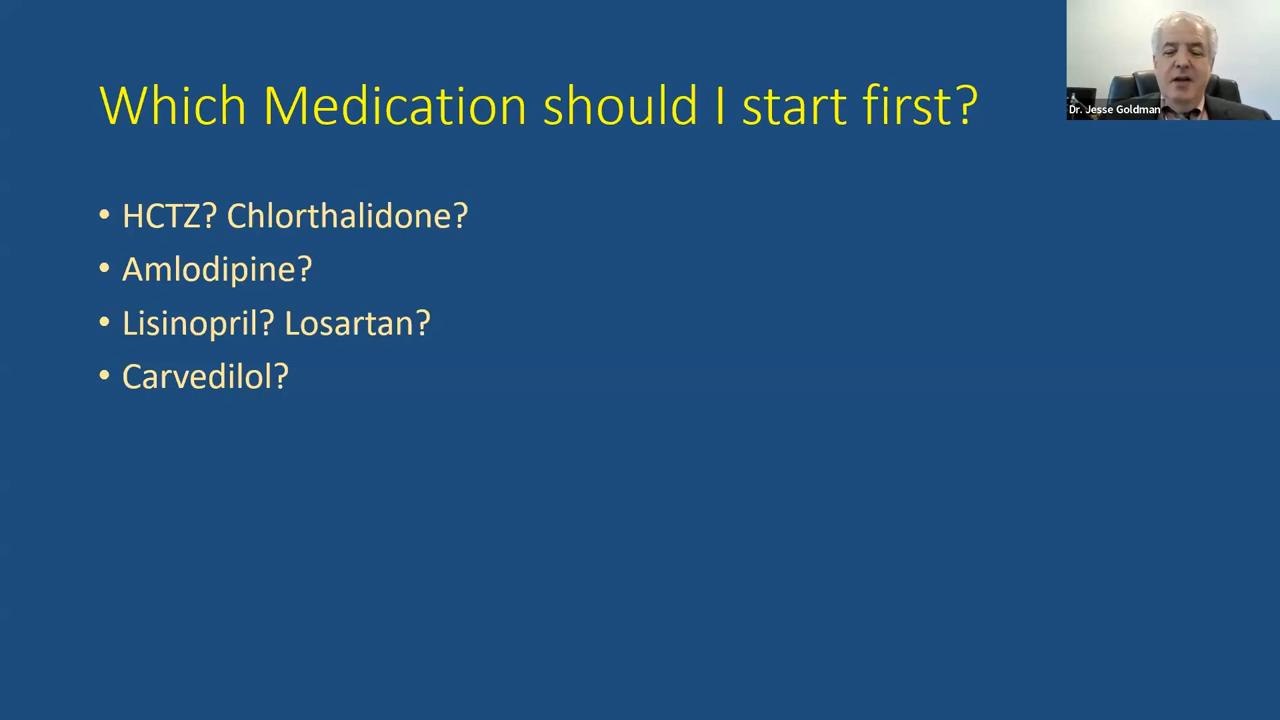 Which Medication should I start first?
Dr. Jesse Goldman
• HCTZ? Chlorthalidone?
• Amlodipine?
• Lisinopril? Losartan?
• Carvedilol?